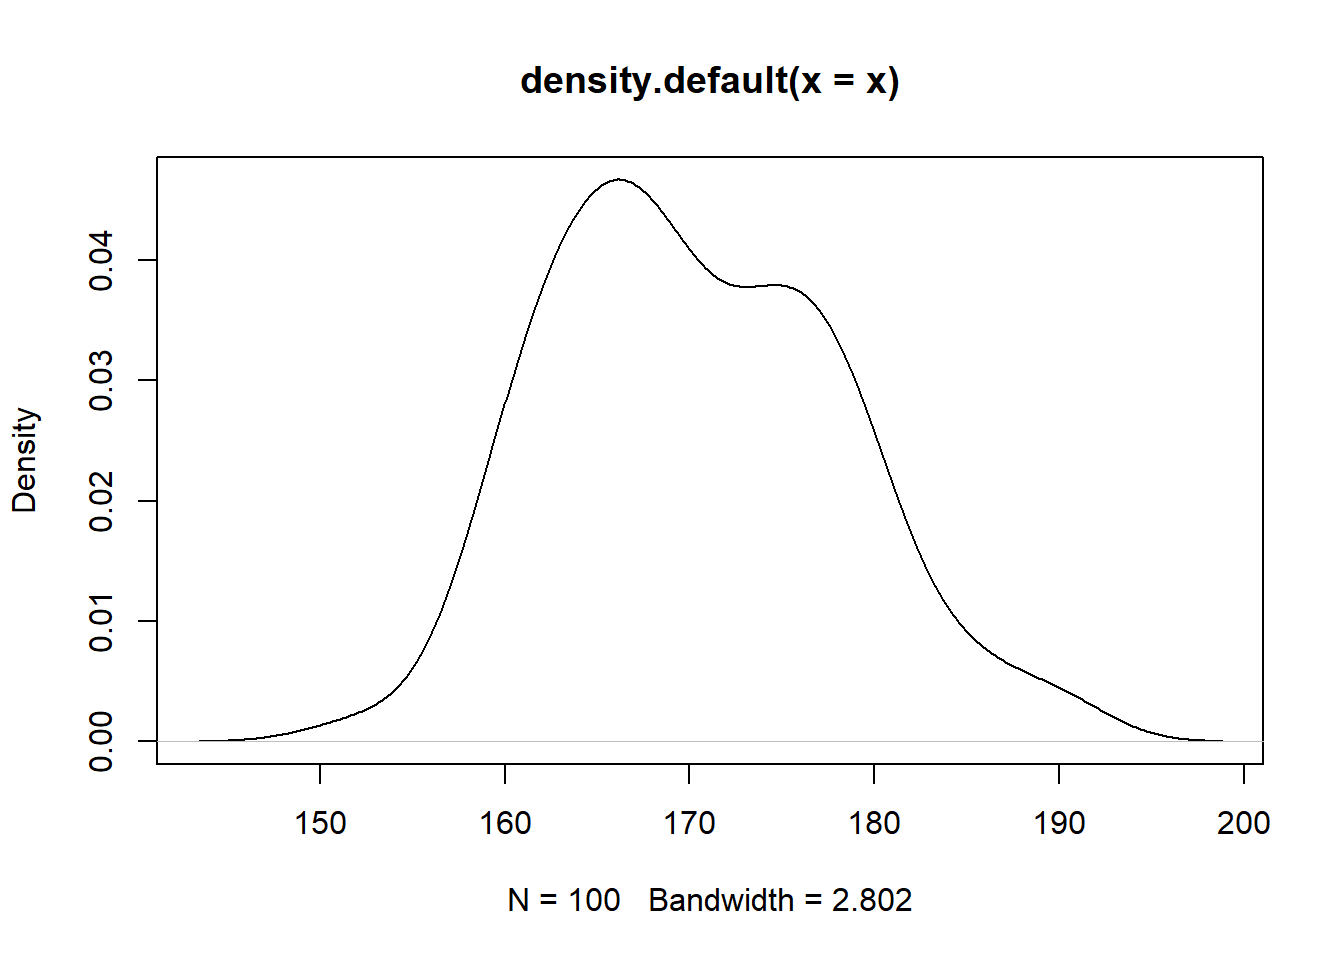 density.default(x = x)
Density
0.04
0.03
0.02
0.01
0.00
150 160 170 180 190 200
N = 100 Bandwidth = 2.802